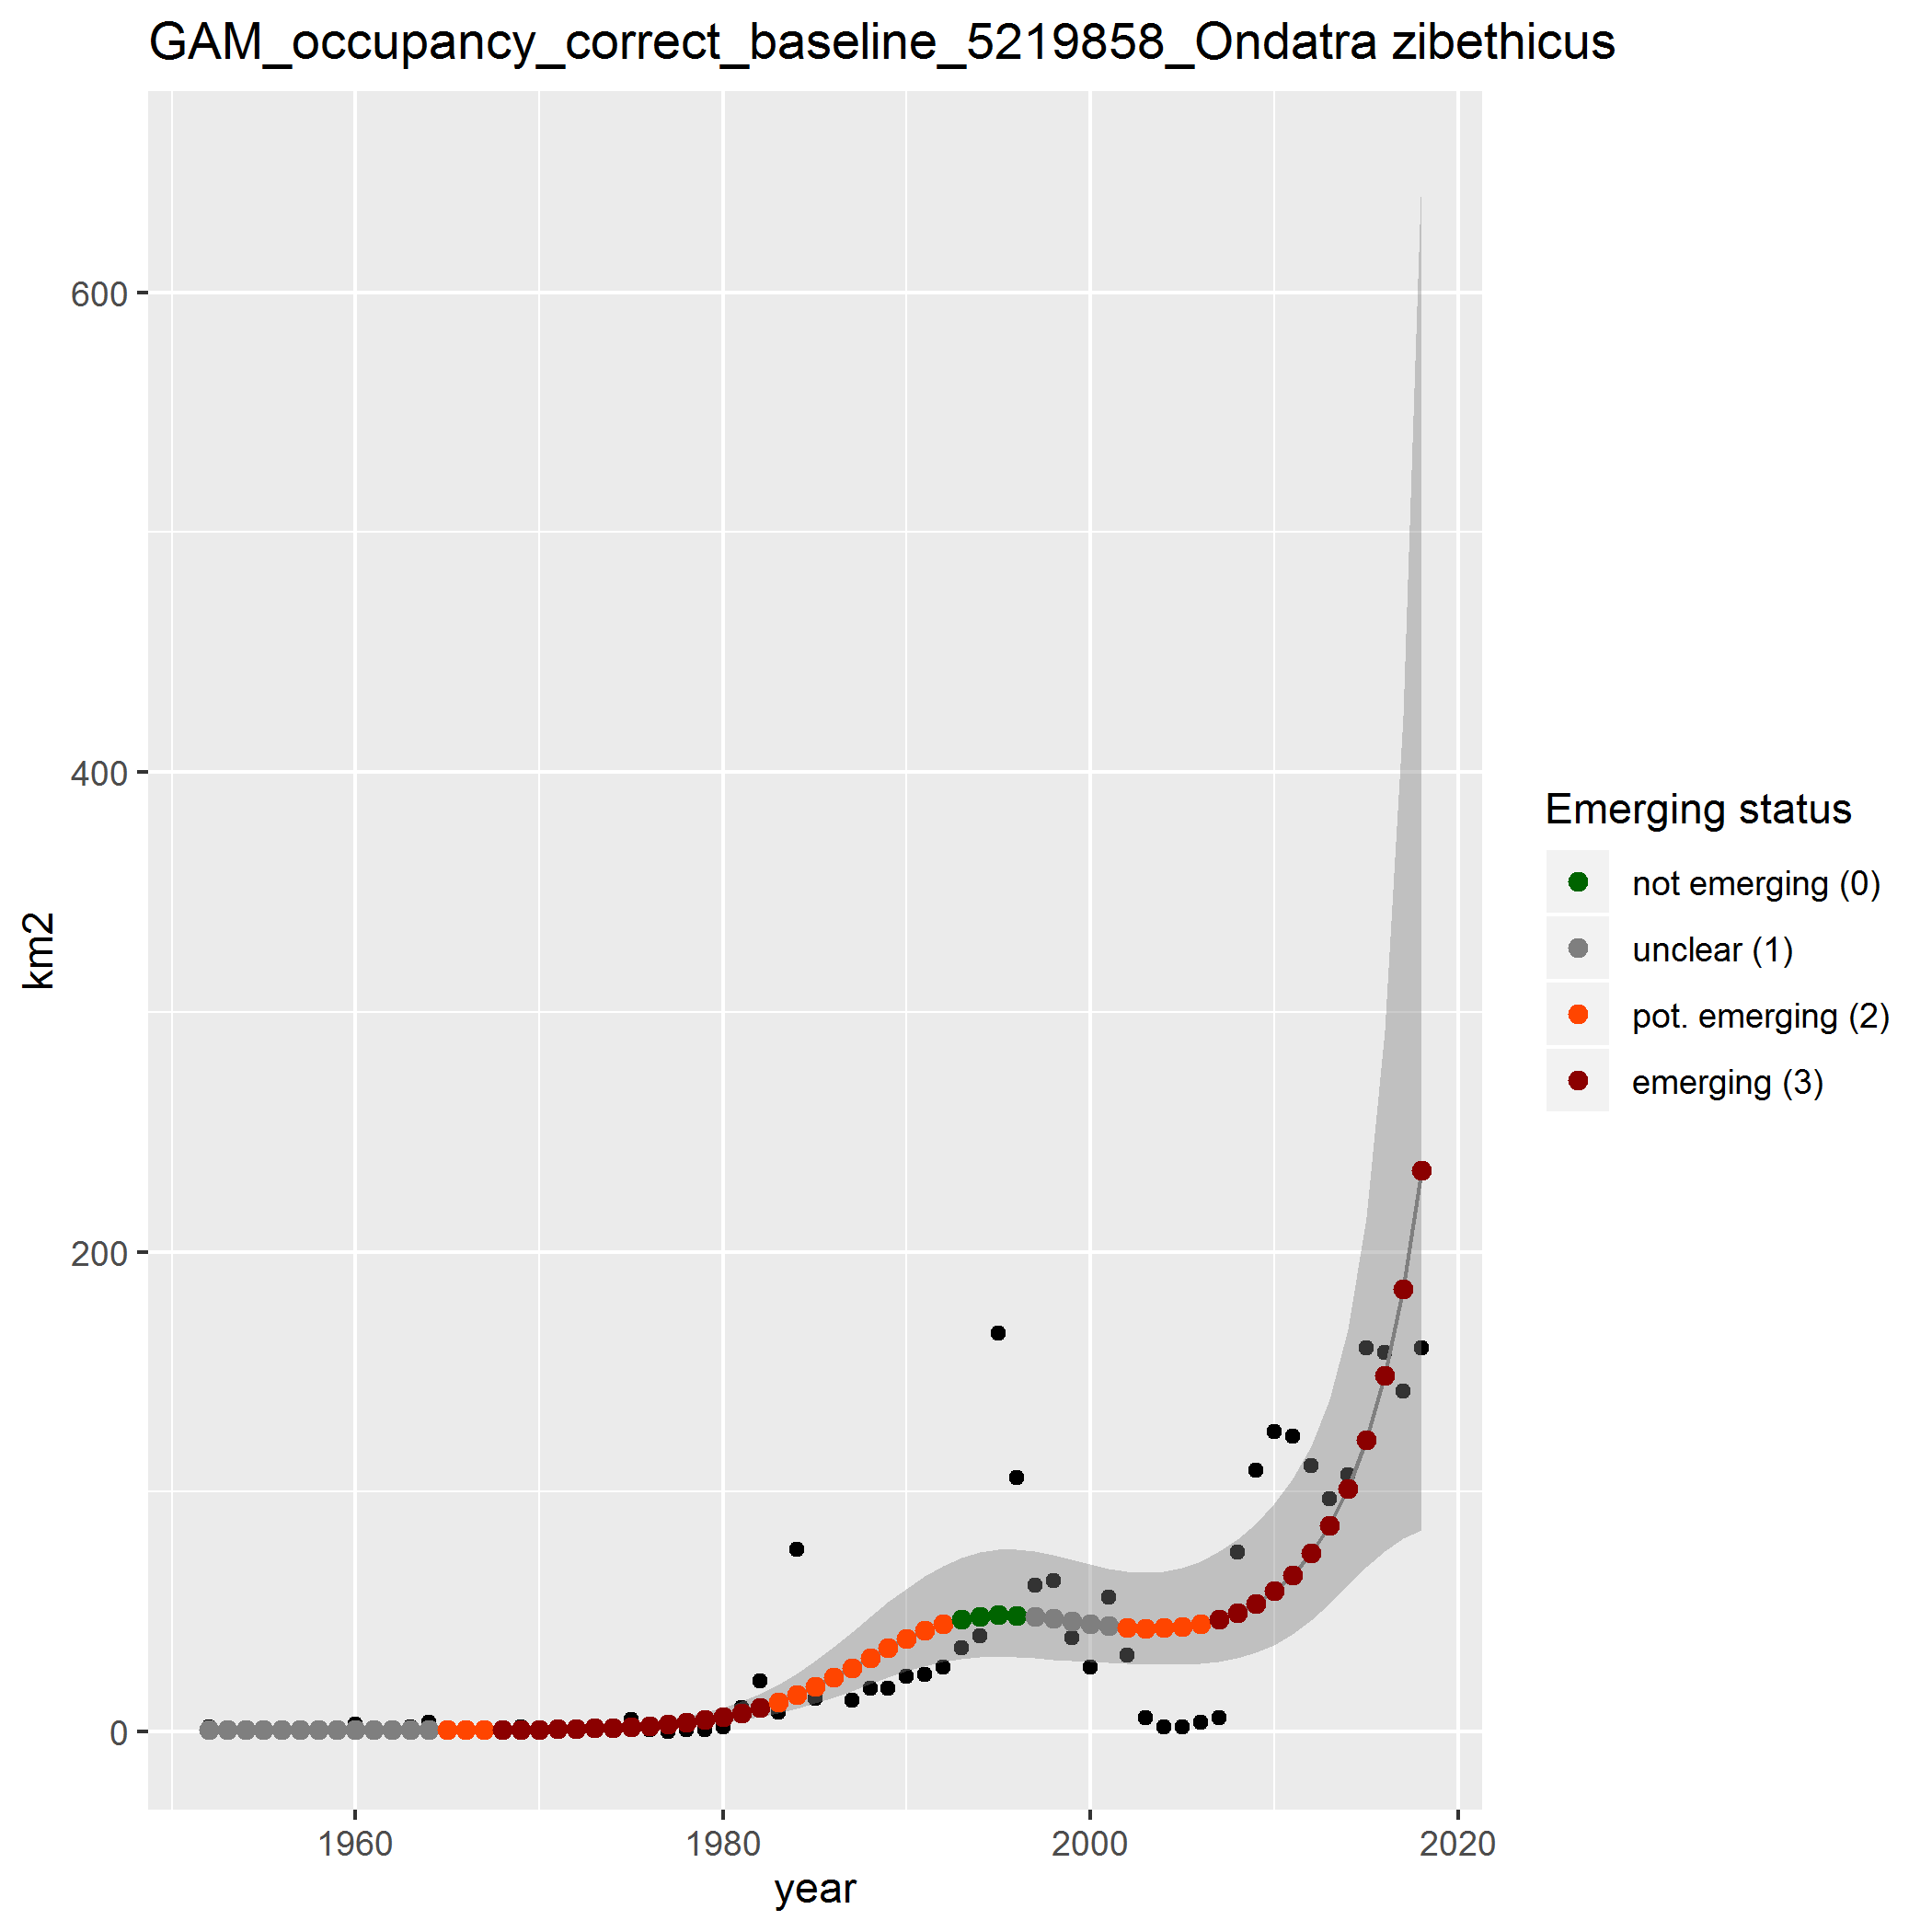 GAM_occupancy_correct_baseline_5219858_Ondatra zibethicus
600
400
200
0
km2
1960
1980
2000
2020
year
Emerging status
not emerging (0)
unclear (1)
pot. emerging (2)
emerging (3)